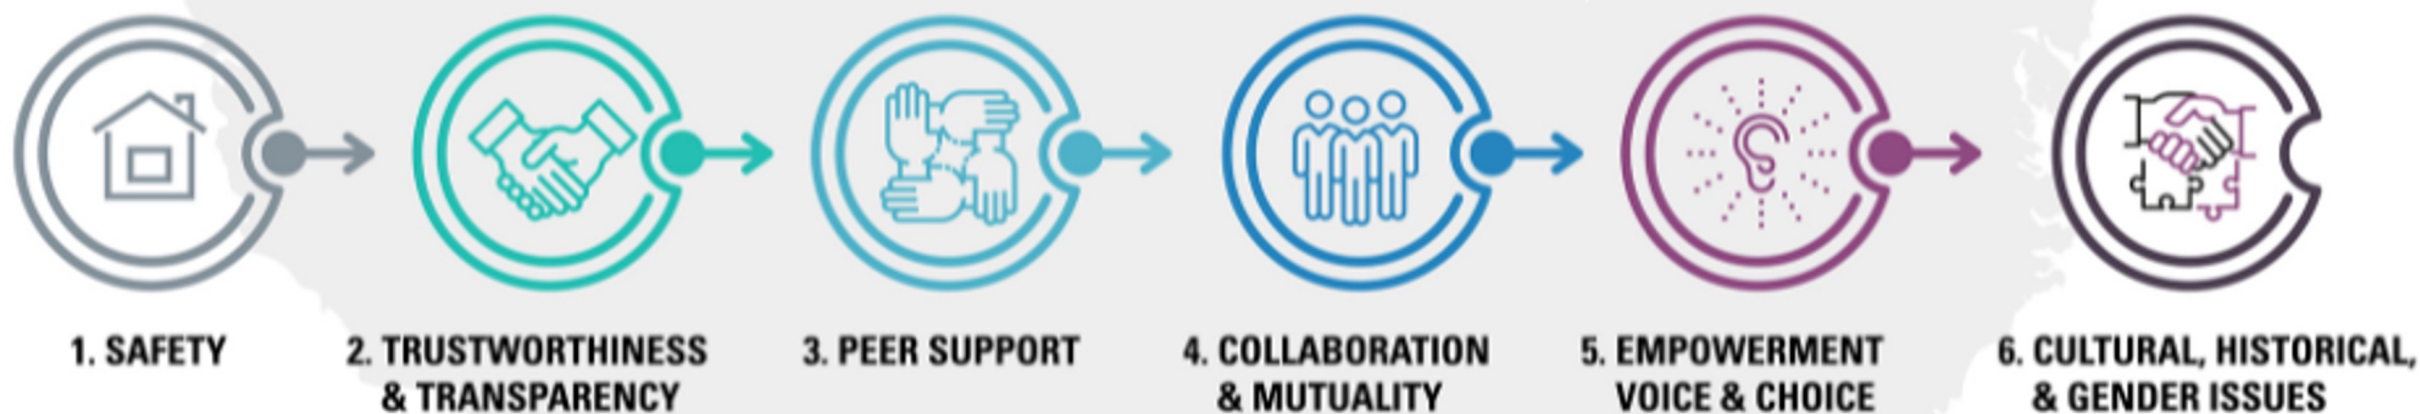 1. SAFETY
2. TRUSTWORTHINESS
& TRANSPARENCY
3. PEER SUPPORT
4. COLLABORATION
& MUTUALITY
5. EMPOWERMENT
VOICE & CHOICE
6. CULTURAL, HISTORICAL,
& GENDER ISSUES